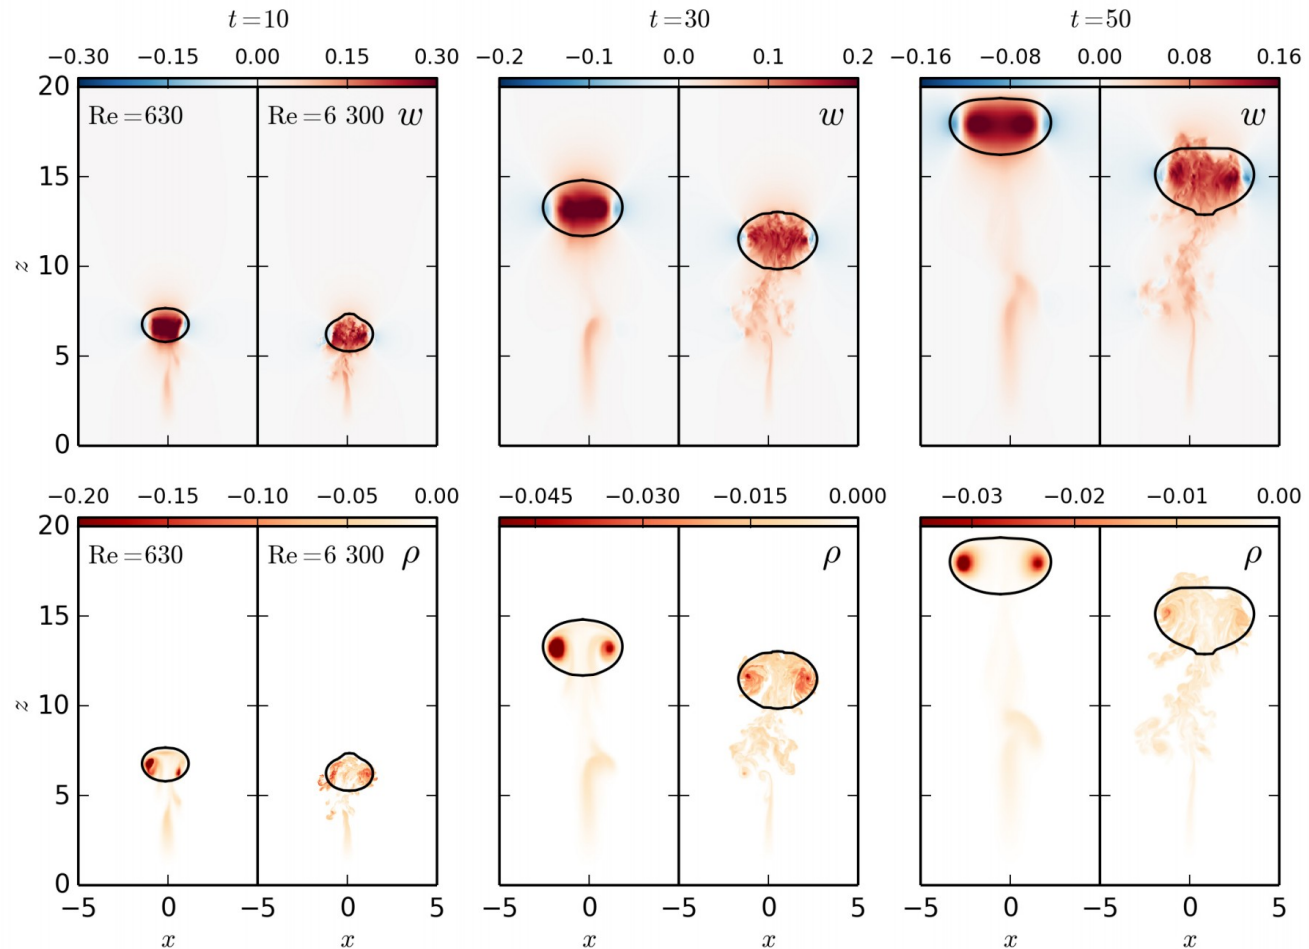 t = 10 t = 30 t = 50
−0.30 −0.15 0.00 0.15 0.30 −0.2 −0.1 0.0 0.1 0.2 −0.16 −0.08 0.00 0.08 0.16
20
Re = 630 Re = 6 300 w w w
15
z 10
5
0
−0.20 −0.15 −0.10 −0.05 0.00 −0.045 −0.030 −0.015 0.000 −0.03 −0.02 −0.01 0.00
20
Re = 630 Re = 6 300 ρ ρ ρ
15
z 10
5
0
−5 0 −5 0 5 −5 0 −5 0 5 −5 0 −5 0 5
x x x x x x